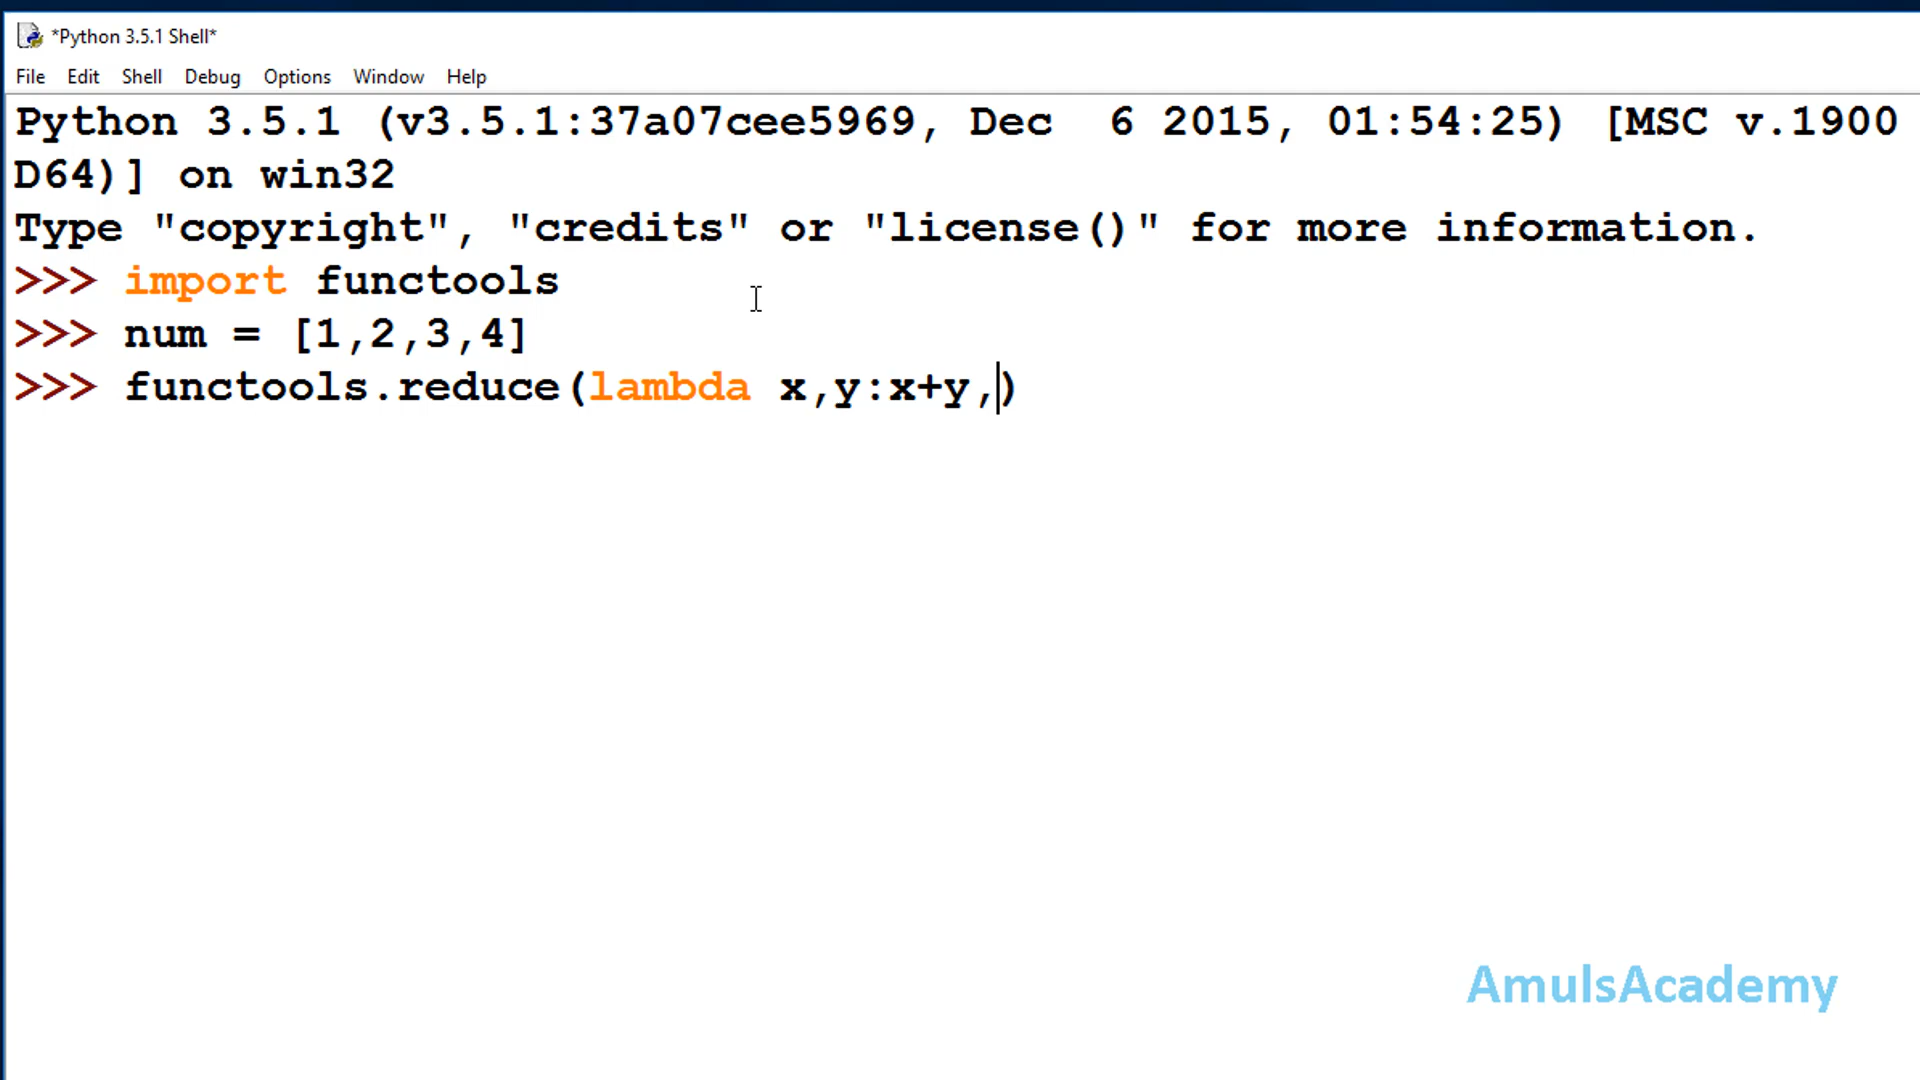 *Python 3.5.1 Shell*
File Edit Shell Debug Options Window Help
Python 3.5.1 (v3.5.1:37a07cee5969, Dec  6 2015, 01:54:25) [MSC v.1900
D64)] on win32
Type "copyright", "credits" or "license()" for more information.
>>> import functools
>>> num = [1,2,3,4]
>>> functools.reduce(lambda x,y:x+y,)
AmulsAcademy